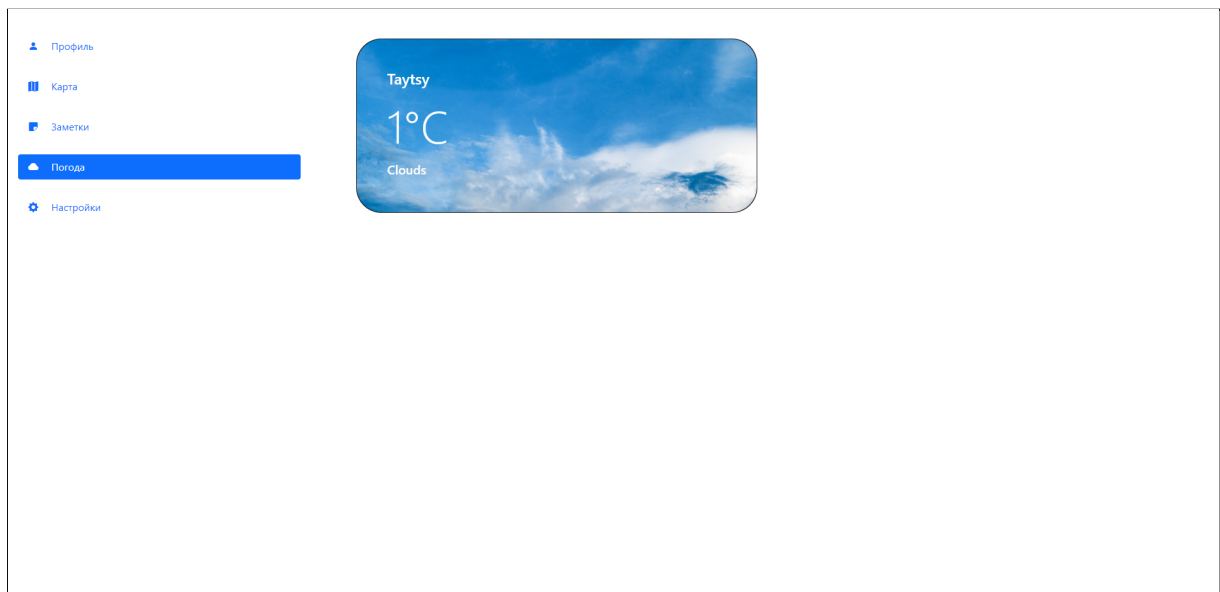 Профиль
Карта
Заметки
Погода
Настройки
Taytsy
1°C
Clouds